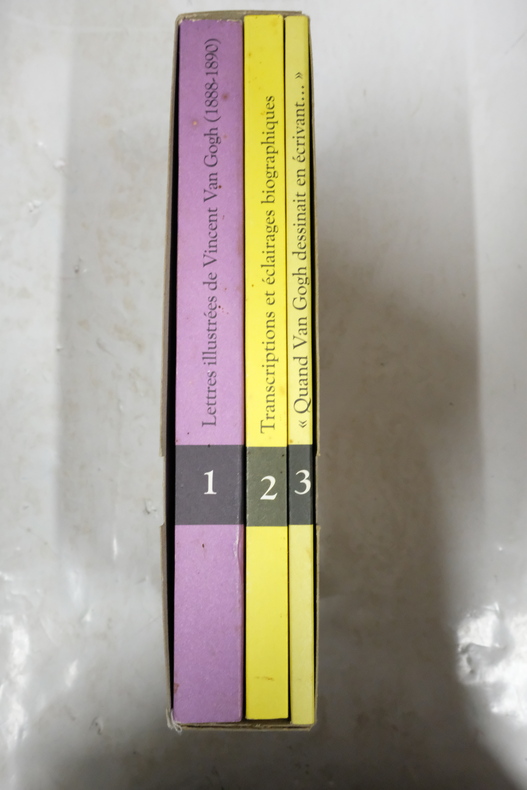 Lettres illustrées de Vincent Van Gogh (1888-1890)
1
Transcriptions et éclairages biographiques
2
« Quand Van Gogh dessinait en écrivant... »
3